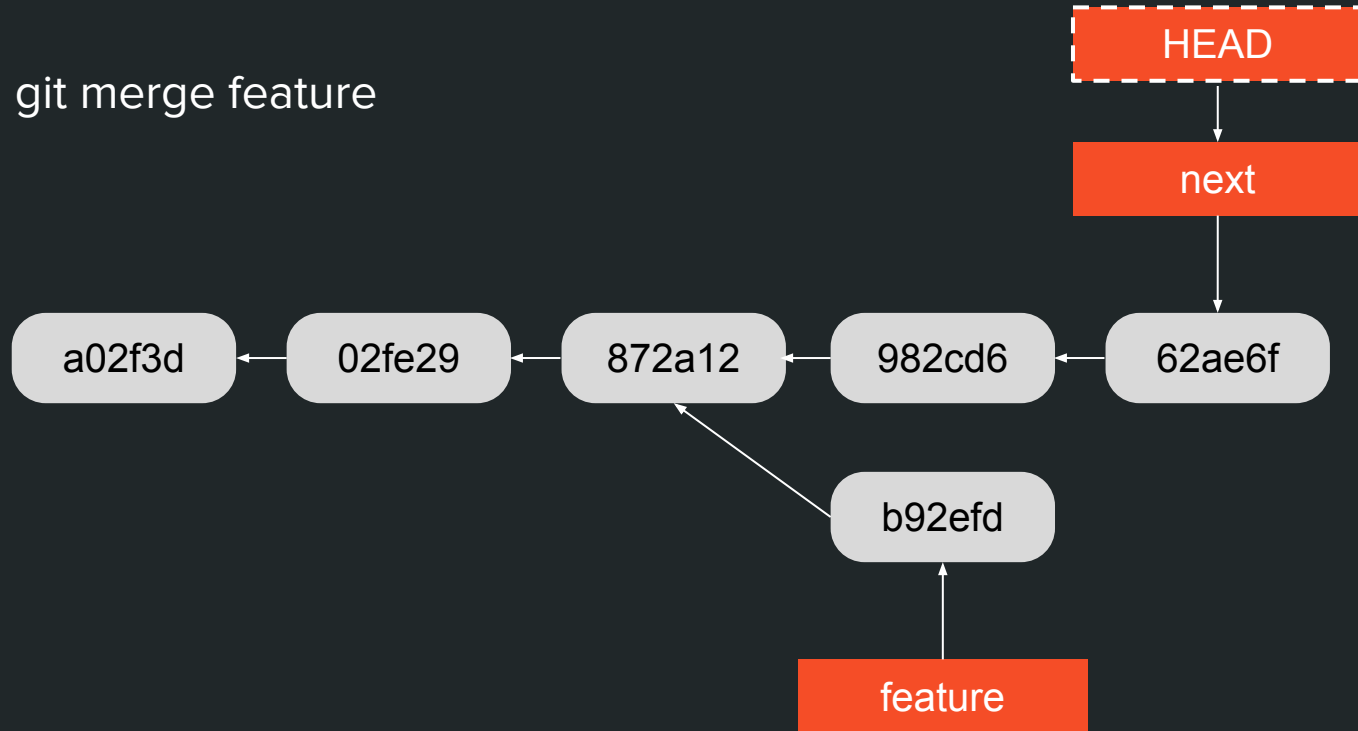 HEAD
git merge feature
next
a02f3d
02fe29
872a12
982cd6
62ae6f
b92efd
feature